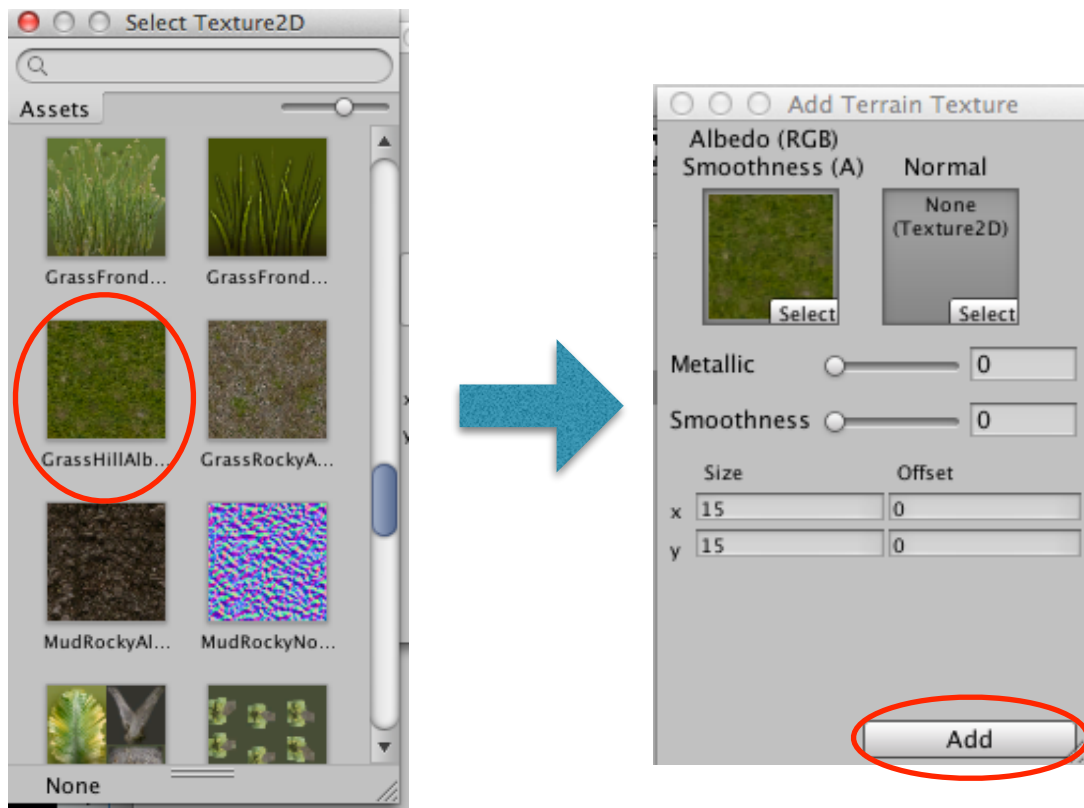 Select Texture2D
Assets
GrassFrond...
GrassFrond...
GrassHillAlb...
GrassRockyA...
MudRockyAl...
MudRockyNo...
None
Add Terrain Texture
Albedo (RGB)
Smoothness (A)
Normal
None
(Texture2D)
Select
Select
Metallic
0
Smoothness
0
Size
Offset
x
15
0
y
15
0
Add